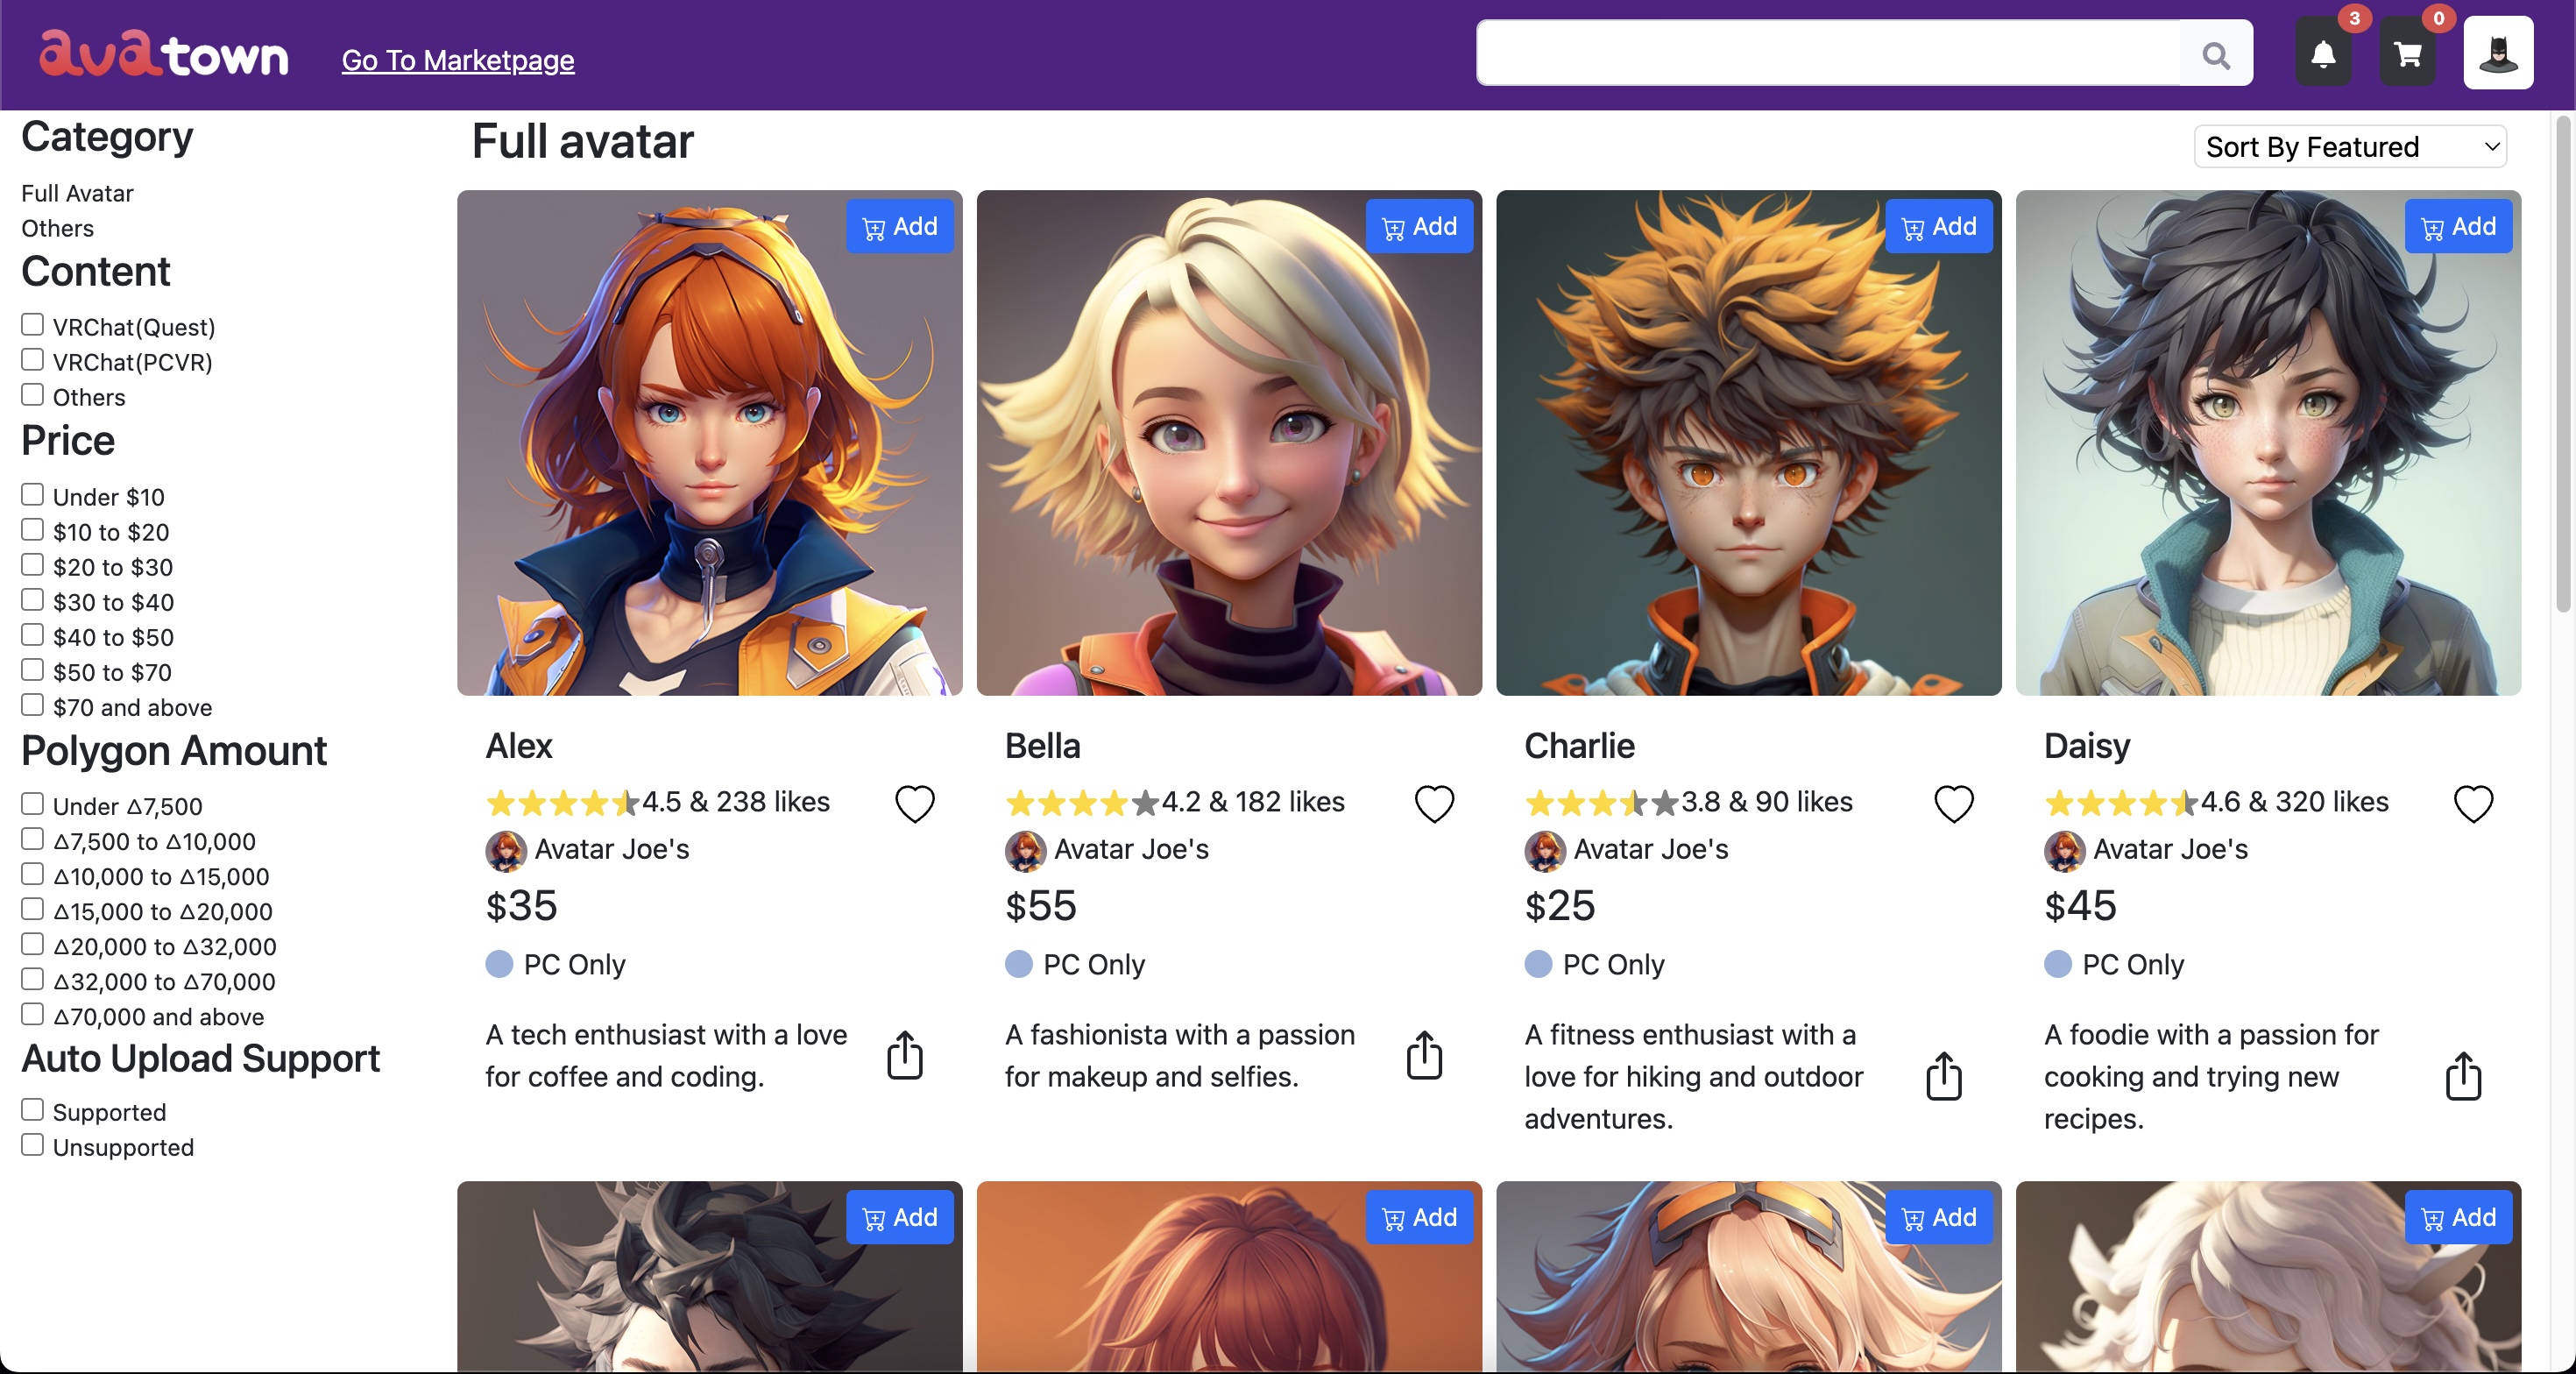 avatown
Go To Marketpage
3
0
Category
Full Avatar
Others
Content
VRChat(Quest)
VRChat(PCVR)
Others
Price
Under $10
$10 to $20
$20 to $30
$30 to $40
$40 to $50
$50 to $70
$70 and above
Polygon Amount
Under Δ7,500
Δ7,500 to Δ10,000
Δ10,000 to Δ15,000
Δ15,000 to Δ20,000
Δ20,000 to Δ32,000
Δ32,000 to Δ70,000
Δ70,000 and above
Auto Upload Support
Supported
Unsupported
Full avatar
Sort By Featured
Add
Alex
4.5 & 238 likes
Avatar Joe's
$35
PC Only
A tech enthusiast with a love
for coffee and coding.
Add
Bella
4.2 & 182 likes
Avatar Joe's
$55
PC Only
A fashionista with a passion
for makeup and selfies.
Add
Charlie
3.8 & 90 likes
Avatar Joe's
$25
PC Only
A fitness enthusiast with a
love for hiking and outdoor
adventures.
Add
Daisy
4.6 & 320 likes
Avatar Joe's
$45
PC Only
A foodie with a passion for
cooking and trying new
recipes.
Add
Add
Add
Add